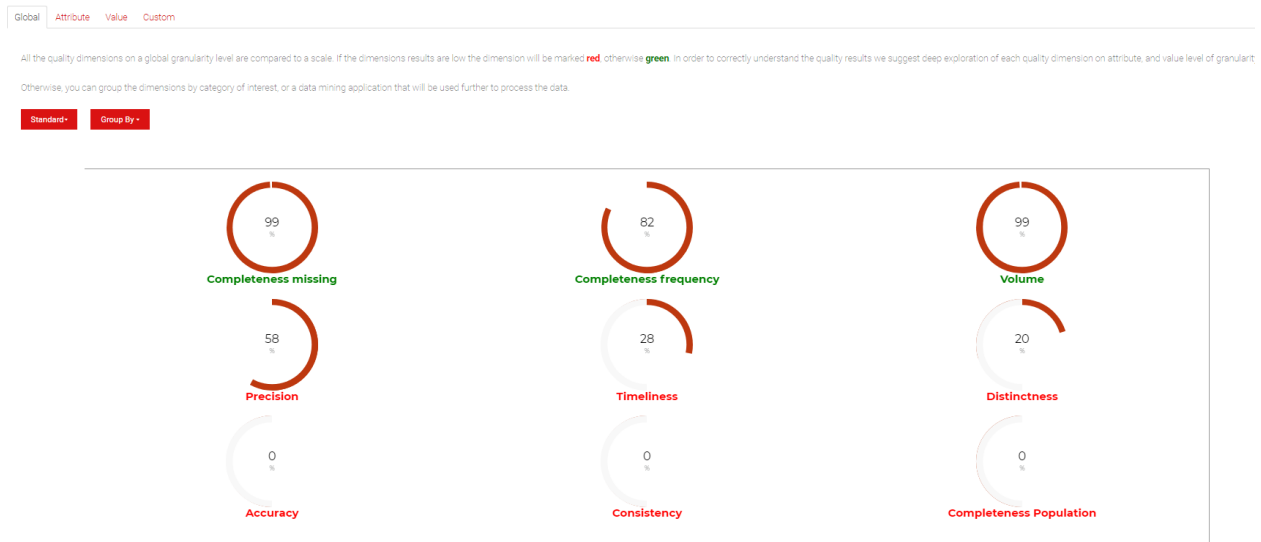 Global Attribute Value Custom
All the quality dimensions on a global granularity level are compared to a scale. If the dimensions results are low the dimension will be marked red, otherwise green. In order to correctly understand the quality results we suggest deep exploration of each quality dimension on attribute, and value level of granularit
Otherwise, you can group the dimensions by category of interest, or a data mining application that will be used further to process the data.
Standard Group By
99 82 99
% % %
Completeness missing Completeness frequency Volume
58 28 20
% % %
Precision Timeliness Distinctness
0 0 0
% % %
Accuracy Consistency Completeness Population